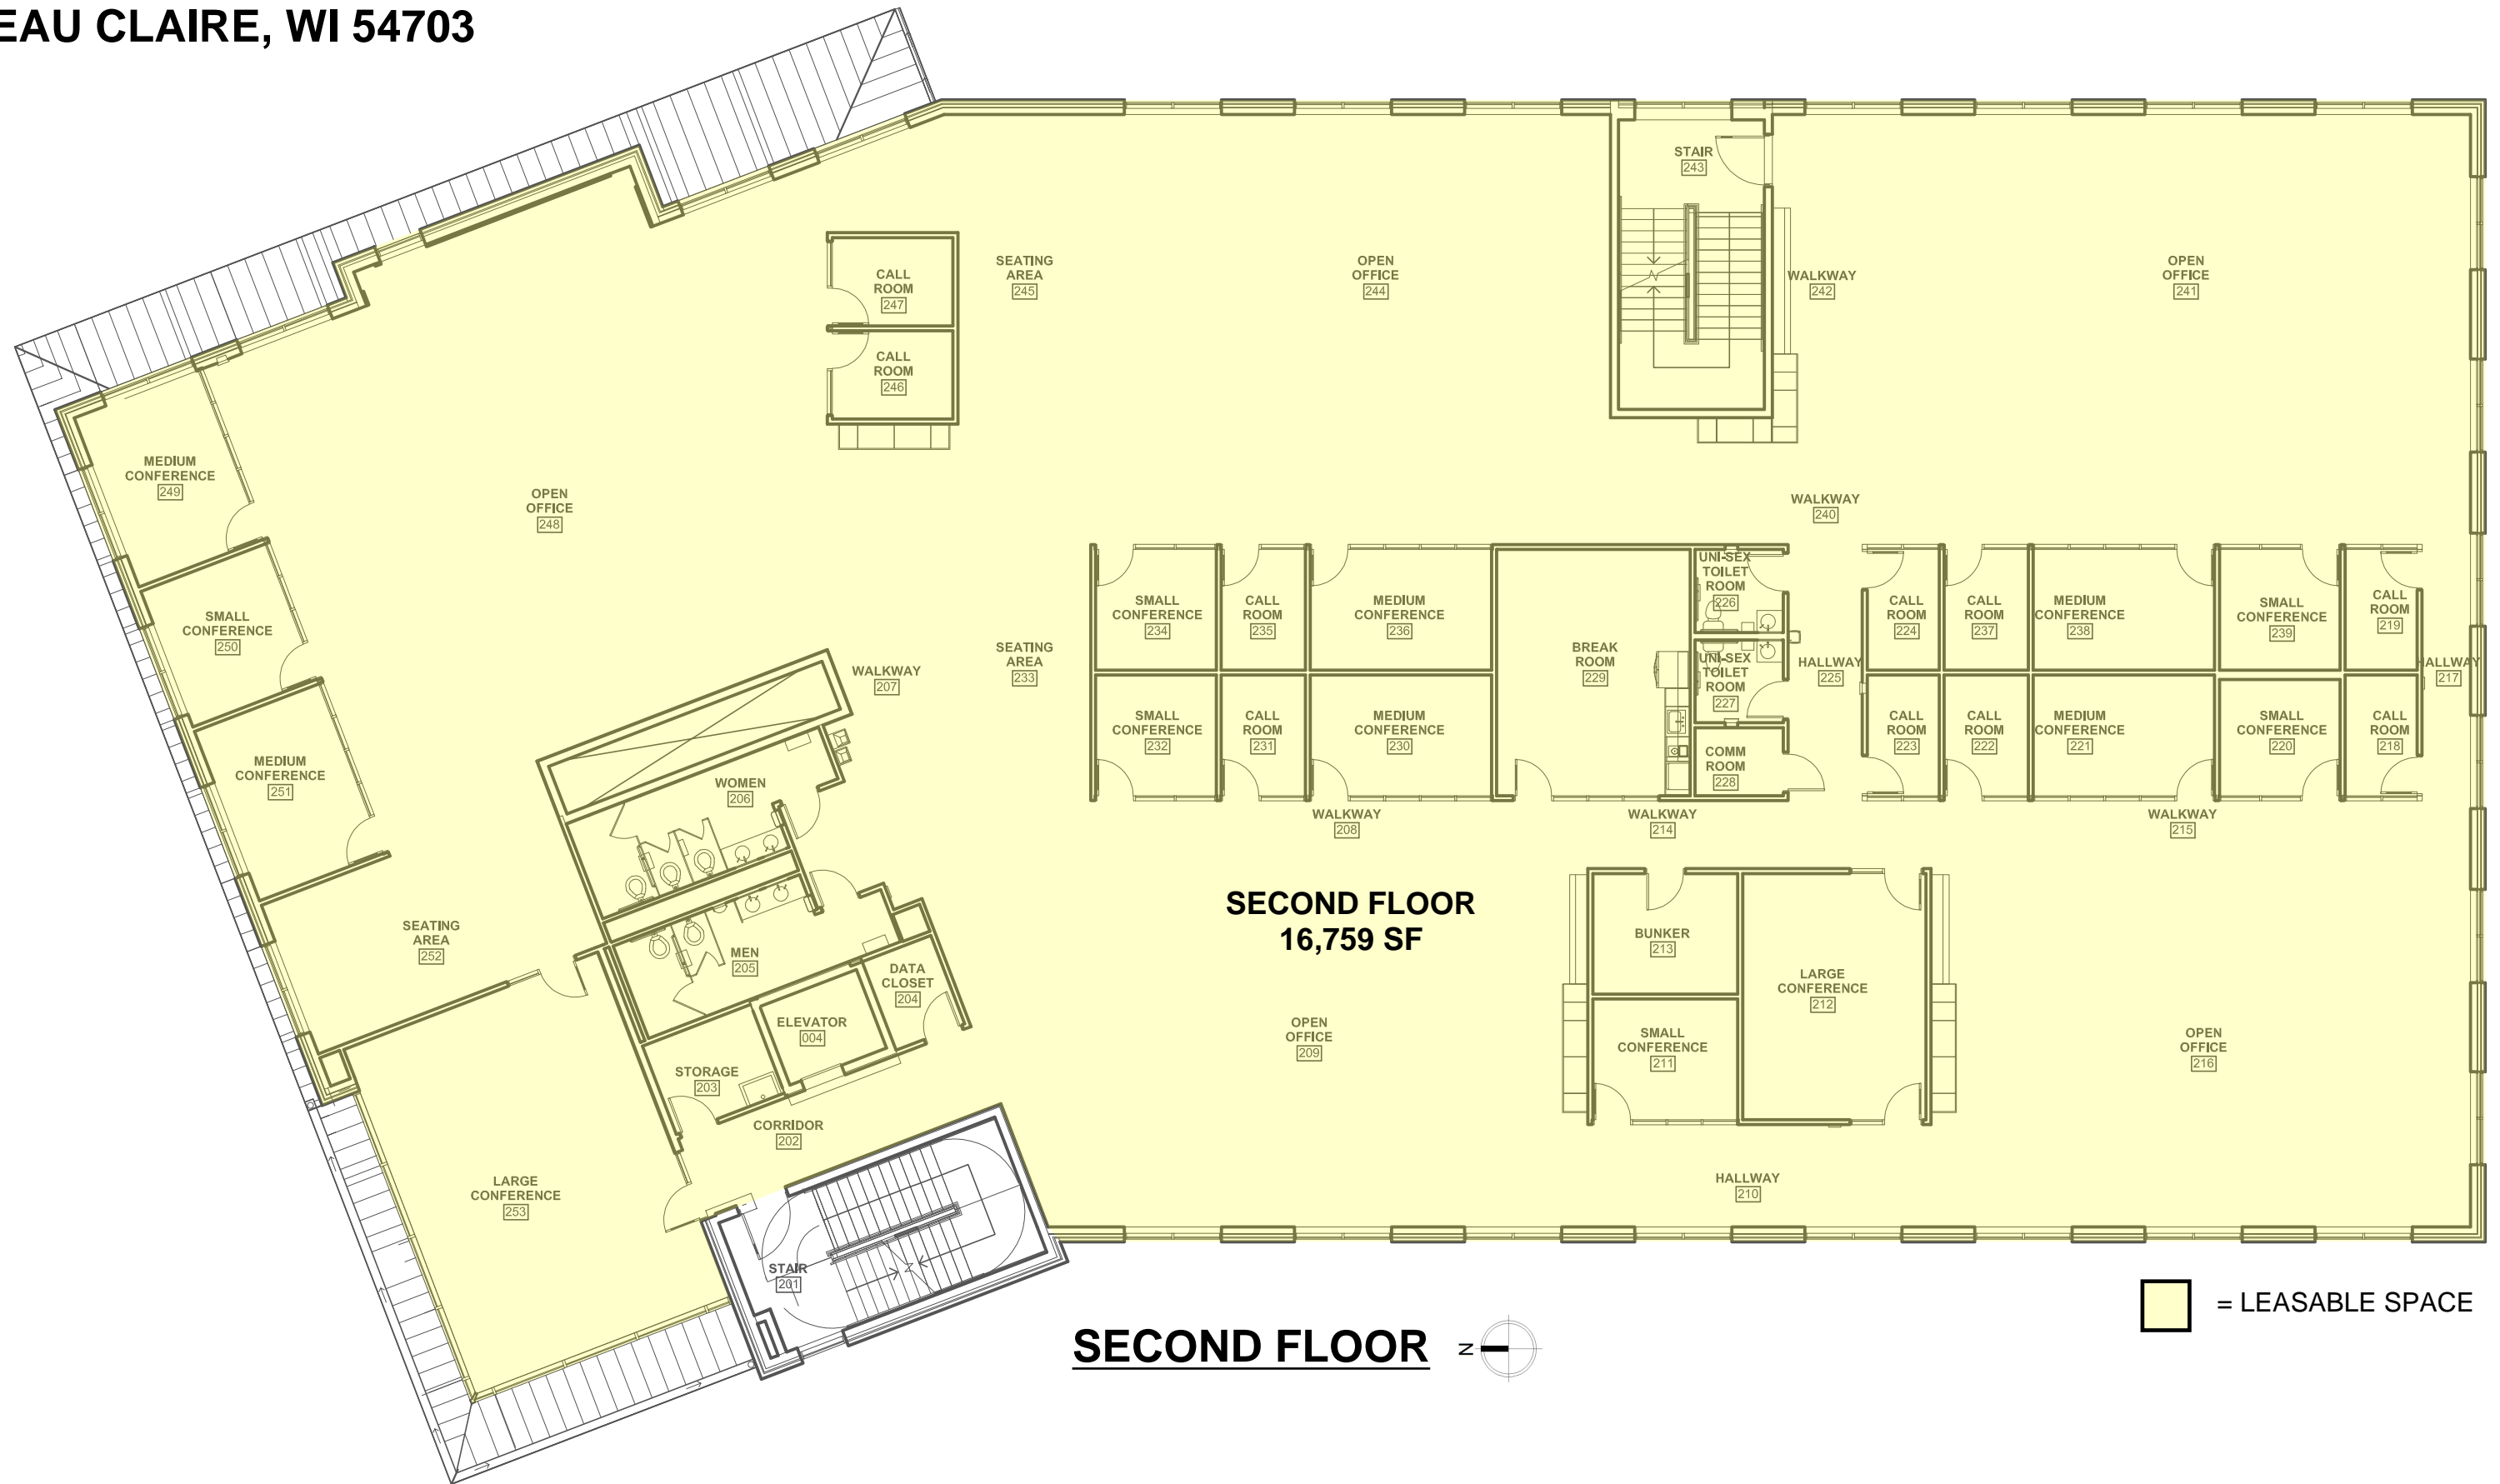 EAU CLAIRE, WI 54703
STAIR
243
SEATING
AREA
245
OPEN
OFFICE
244
WALKWAY
242
OPEN
OFFICE
241
CALL
ROOM
247
CALL
ROOM
246
MEDIUM
CONFERENCE
249
OPEN
OFFICE
248
WALKWAY
240
SMALL
CONFERENCE
250
SMALL
CONFERENCE
234
CALL
ROOM
235
MEDIUM
CONFERENCE
236
BREAK
ROOM
229
UNI-SEX
TOILET
ROOM
226
CALL
ROOM
224
CALL
ROOM
237
MEDIUM
CONFERENCE
238
SMALL
CONFERENCE
239
CALL
ROOM
219
SEATING
AREA
233
WALKWAY
207
UNI-SEX
TOILET
ROOM
227
HALLWAY
225
HALLWAY
217
MEDIUM
CONFERENCE
251
WOMEN
206
SMALL
CONFERENCE
232
CALL
ROOM
231
MEDIUM
CONFERENCE
230
COMM
ROOM
228
CALL
ROOM
223
CALL
ROOM
222
MEDIUM
CONFERENCE
221
SMALL
CONFERENCE
220
CALL
ROOM
218
WALKWAY
208
WALKWAY
214
WALKWAY
215
SEATING
AREA
252
MEN
205
DATA
CLOSET
204
SECOND FLOOR
16,759 SF
BUNKER
213
LARGE
CONFERENCE
212
ELEVATOR
004
OPEN
OFFICE
209
SMALL
CONFERENCE
211
OPEN
OFFICE
216
STORAGE
203
CORRIDOR
202
LARGE
CONFERENCE
253
HALLWAY
210
STAIR
201
= LEASABLE SPACE
SECOND FLOOR
N